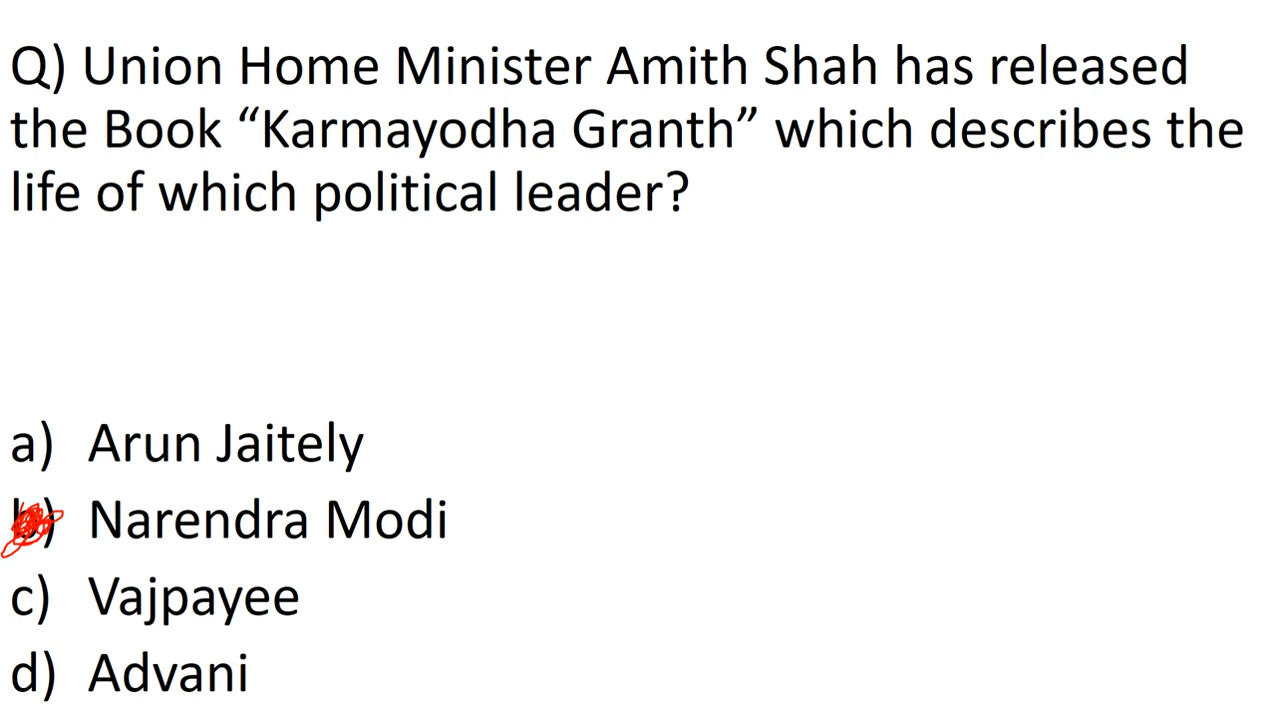 Q) Union Home Minister Amith Shah has released
the Book “Karmayodha Granth” which describes the
life of which political leader?
a) Arun Jaitely
b) Narendra Modi
c) Vajpayee
d) Advani